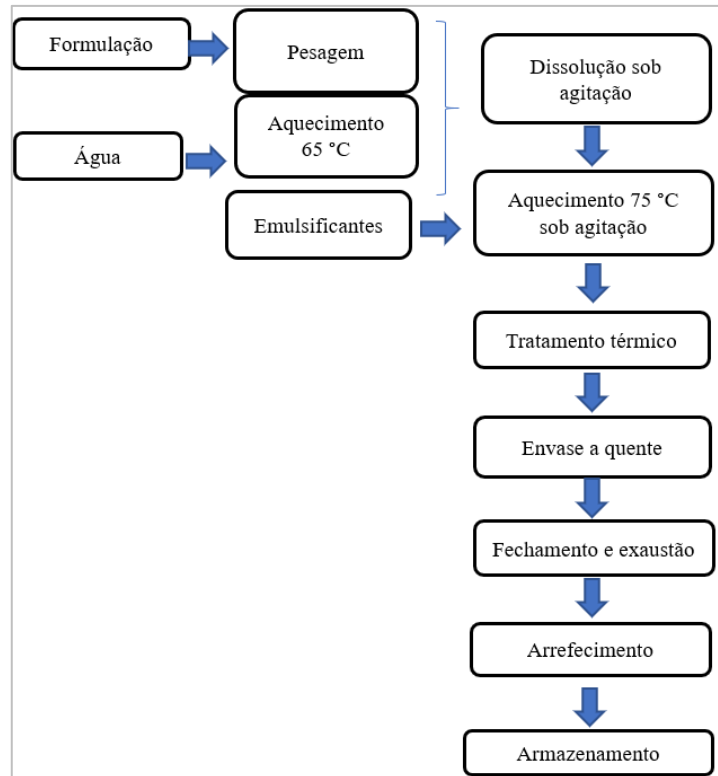 Formulação
Pesagem
Dissolução sob
agitação
Água
Aquecimento
65 °C
Emulsificantes
Aquecimento 75 °C
sob agitação
Tratamento térmico
Envase a quente
Fechamento e exaustão
Arrefecimento
Armazenamento